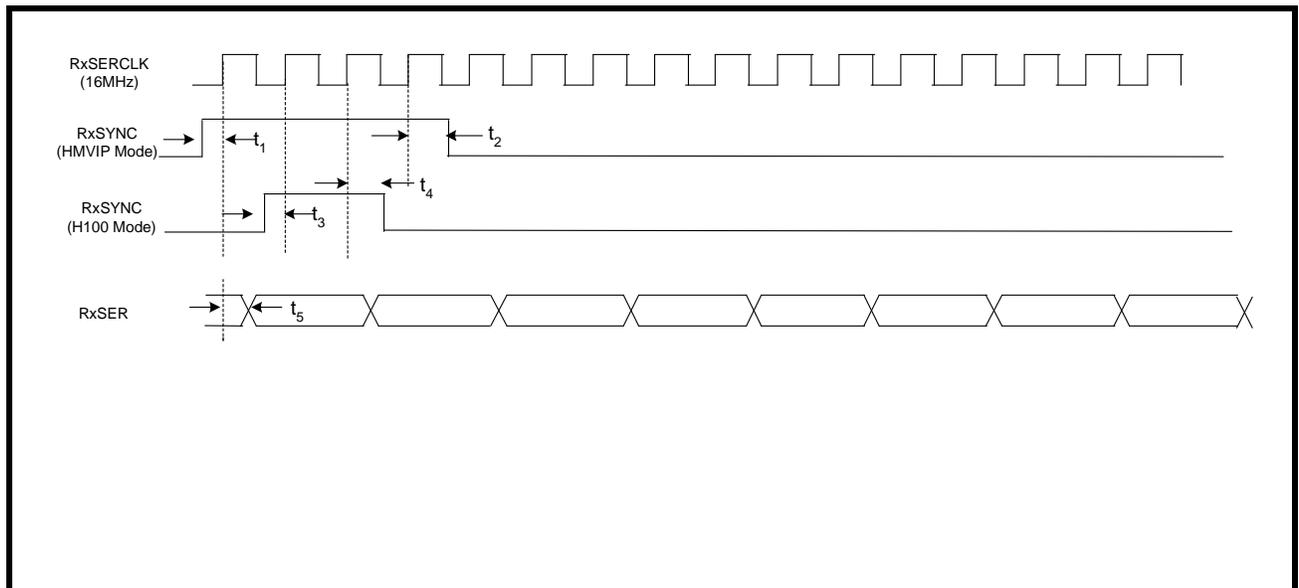 RxSERCLK
(16MHz)
RxSYNC
(HMVIP Mode)
t1
t2
t4
RxSYNC
(H100 Mode)
t3
RxSER
t5